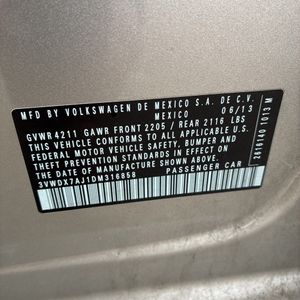 MFD BY VOLKSWAGEN DE MEXICO S.A. DE C.V.
MEXICO 06/13
GVWR 4211 GAWR FRONT 2205 / REAR 2116 LBS
THIS VEHICLE CONFORMS TO ALL APPLICABLE
FEDERAL MOTOR VEHICLE SAFETY, BUMPER AND
THEFT PREVENTION STANDARDS IN EFFECT ON
THE DATE OF MANUFACTURE SHOWN ABOVE.
3VWDX7AJ1DM316858 PASSENGER CAR
2616140 1013 M